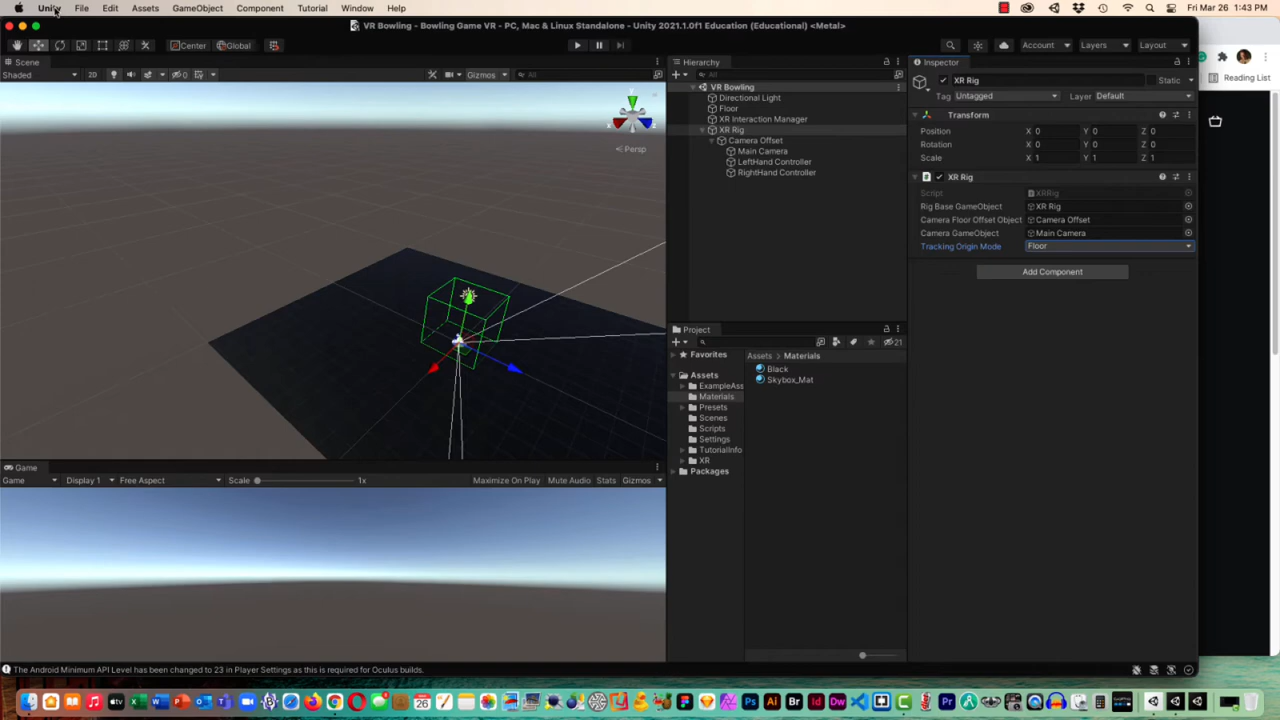 Unity File Edit Assets GameObject Component Tutorial Window Help Fri Mar 26 1:43 PM
VR Bowling - Bowling Game VR - PC, Mac & Linux Standalone - Unity 2021.1.0f1 Education (Educational) <Metal>
Center Global Account Layers Layout
Scene
Shaded 2D 0 Gizmos All
y
x z
Persp
Hierarchy
All
VR Bowling
Directional Light
Floor
XR Interaction Manager
XR Rig
Camera Offset
Main Camera
LeftHand Controller
RightHand Controller
Inspector
XR Rig Static
Tag Untagged Layer Default
Transform
Position X 0 Y 0 Z 0
Rotation X 0 Y 0 Z 0
Scale X 1 Y 1 Z 1
XR Rig
Script XRRig
Rig Base GameObject XR Rig
Camera Floor Offset Object Camera Offset
Camera GameObject Main Camera
Tracking Origin Mode Floor
Add Component
Reading List
Project
21
Favorites
Assets
ExampleAss
Materials
Presets
Scenes
Scripts
Settings
TutorialInfo
XR
Packages
Assets Materials
Black
Skybox_Mat
Game
Game Display 1 Free Aspect Scale 1x Maximize On Play Mute Audio Stats Gizmos
The Android Minimum API Level has been changed to 23 in Player Settings as this is required for Oculus builds.